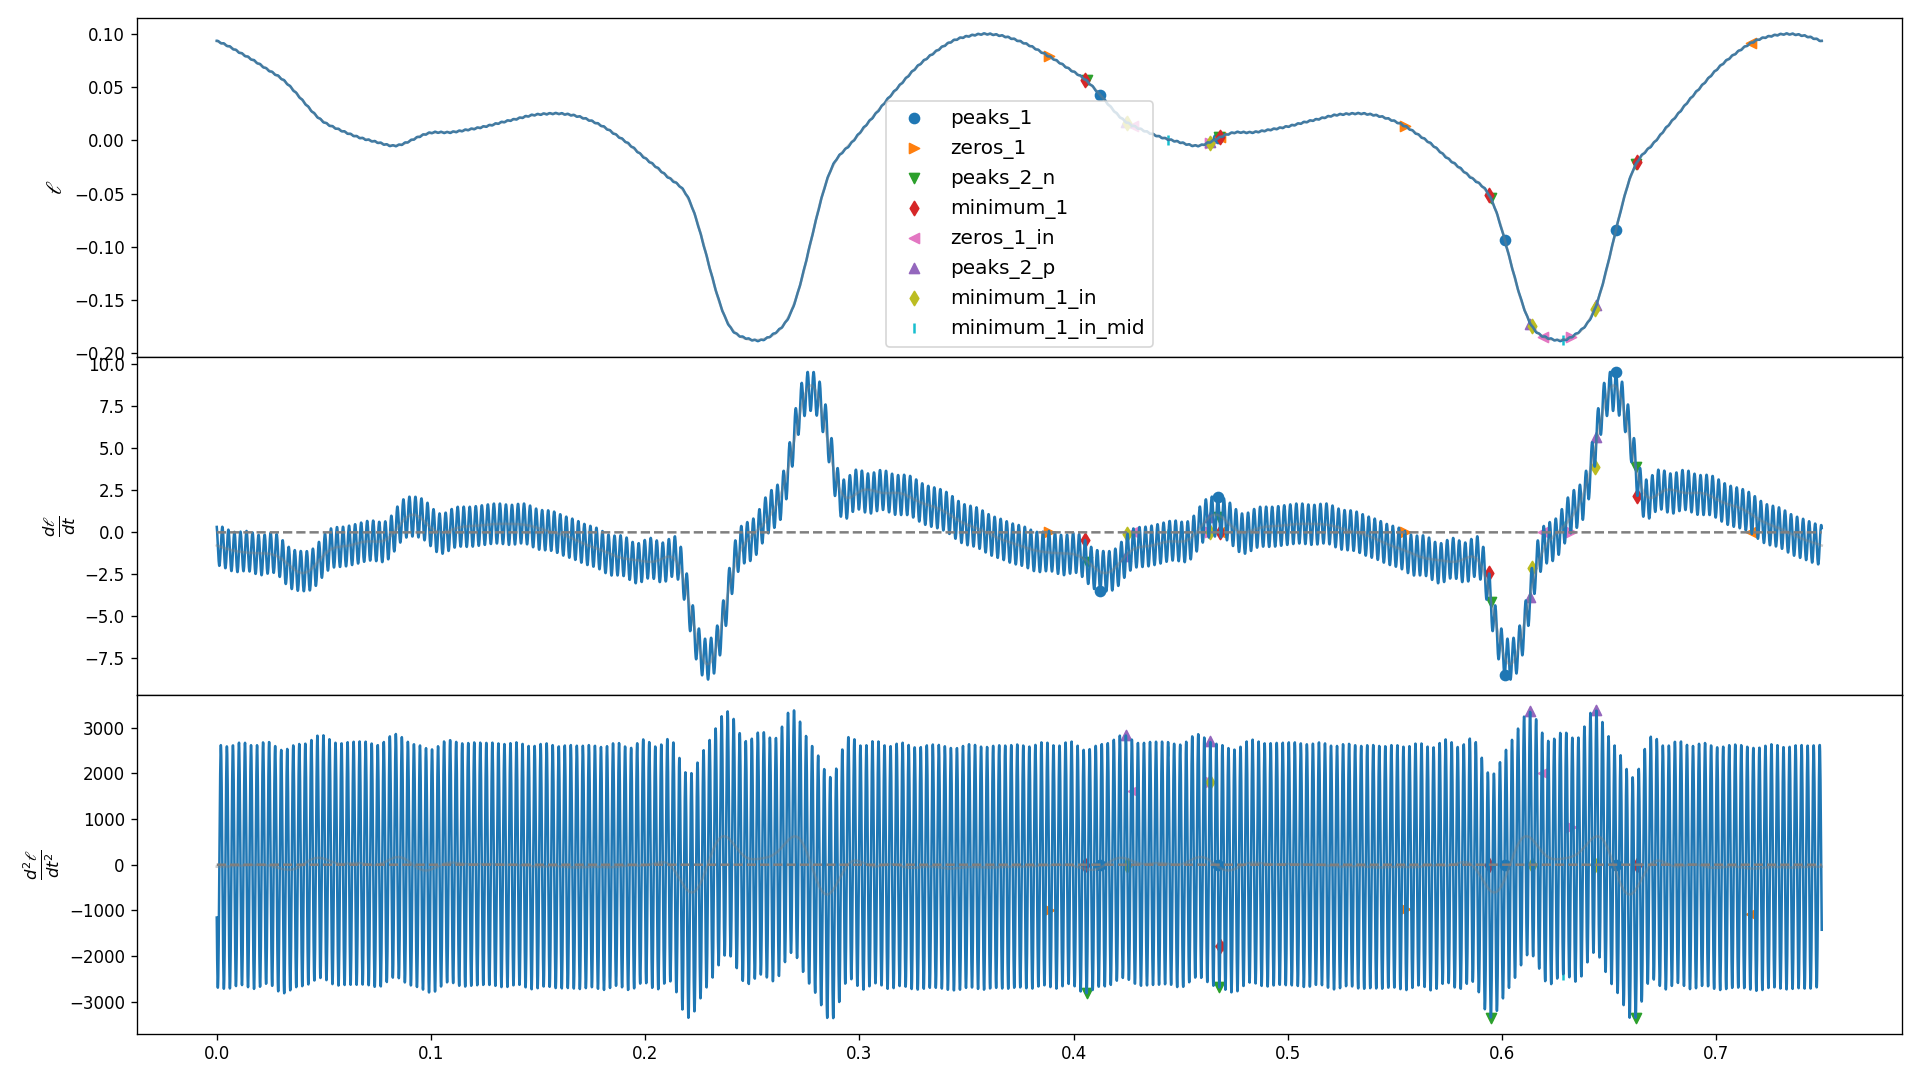 0.10
0.05
0.00
−0.05
−0.10
−0.15
−0.20
ℓ
peaks_1
zeros_1
peaks_2_n
minimum_1
zeros_1_in
peaks_2_p
minimum_1_in
minimum_1_in_mid
10.0
7.5
5.0
2.5
0.0
−2.5
−5.0
−7.5
dℓ
dt
3000
2000
1000
0
−1000
−2000
−3000
d²ℓ
dt²
0.0 0.1 0.2 0.3 0.4 0.5 0.6 0.7